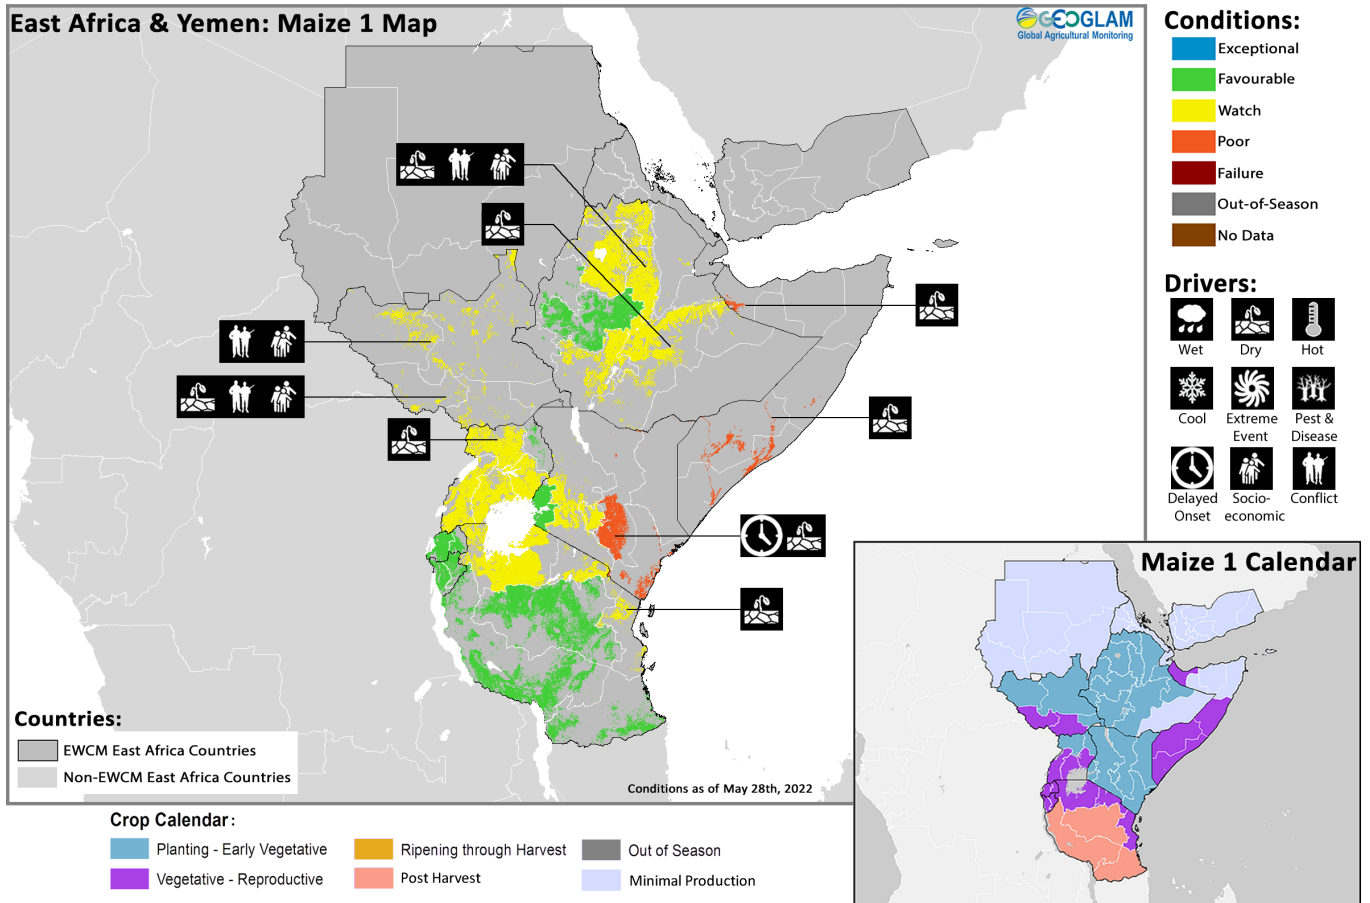 East Africa & Yemen: Maize 1 Map
GEOGLAM
Global Agricultural Monitoring
Conditions:
Exceptional
Favourable
Watch
Poor
Failure
Out-of-Season
No Data
Drivers:
Wet
Dry
Hot
Cool
Extreme
Event
Pest &
Disease
Delayed
Onset
Socio-
economic
Conflict
Countries:
EWCM East Africa Countries
Non-EWCM East Africa Countries
Conditions as of May 28th, 2022
Maize 1 Calendar
Crop Calendar:
Planting - Early Vegetative
Ripening through Harvest
Out of Season
Vegetative - Reproductive
Post Harvest
Minimal Production